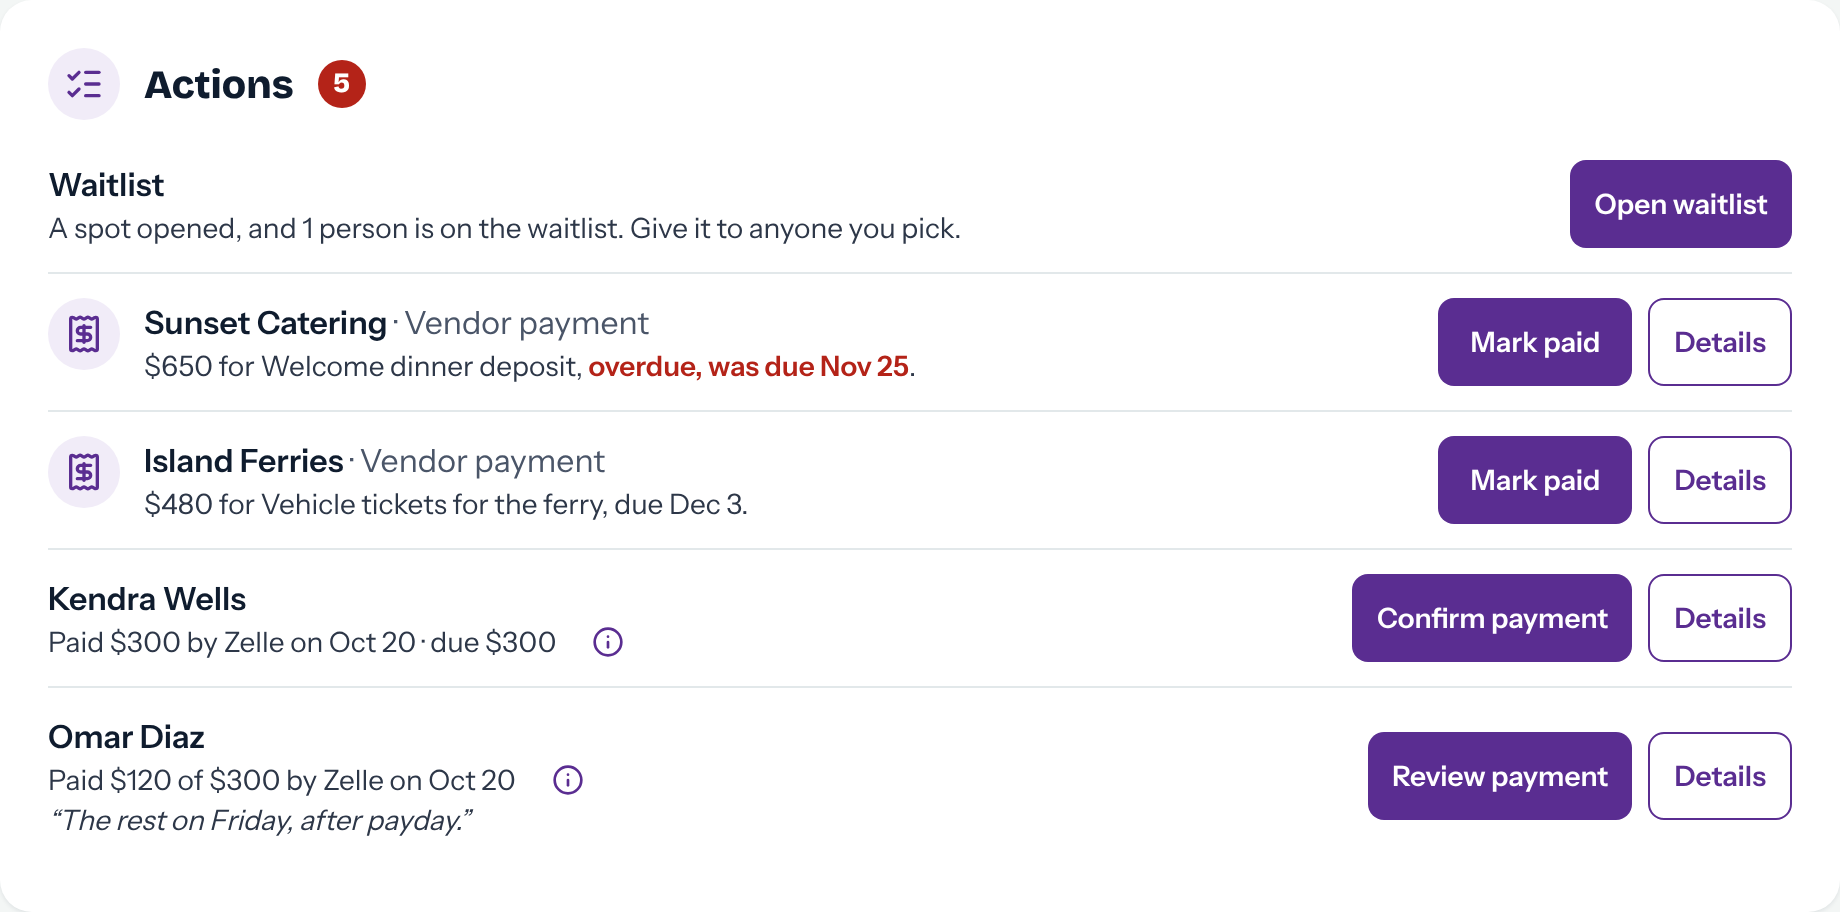 Actions 5
Waitlist
A spot opened, and 1 person is on the waitlist. Give it to anyone you pick.
Open waitlist
Sunset Catering · Vendor payment
$650 for Welcome dinner deposit, overdue, was due Nov 25.
Mark paid
Details
Island Ferries · Vendor payment
$480 for Vehicle tickets for the ferry, due Dec 3.
Mark paid
Details
Kendra Wells
Paid $300 by Zelle on Oct 20 · due $300
Confirm payment
Details
Omar Diaz
Paid $120 of $300 by Zelle on Oct 20
“The rest on Friday, after payday.”
Review payment
Details